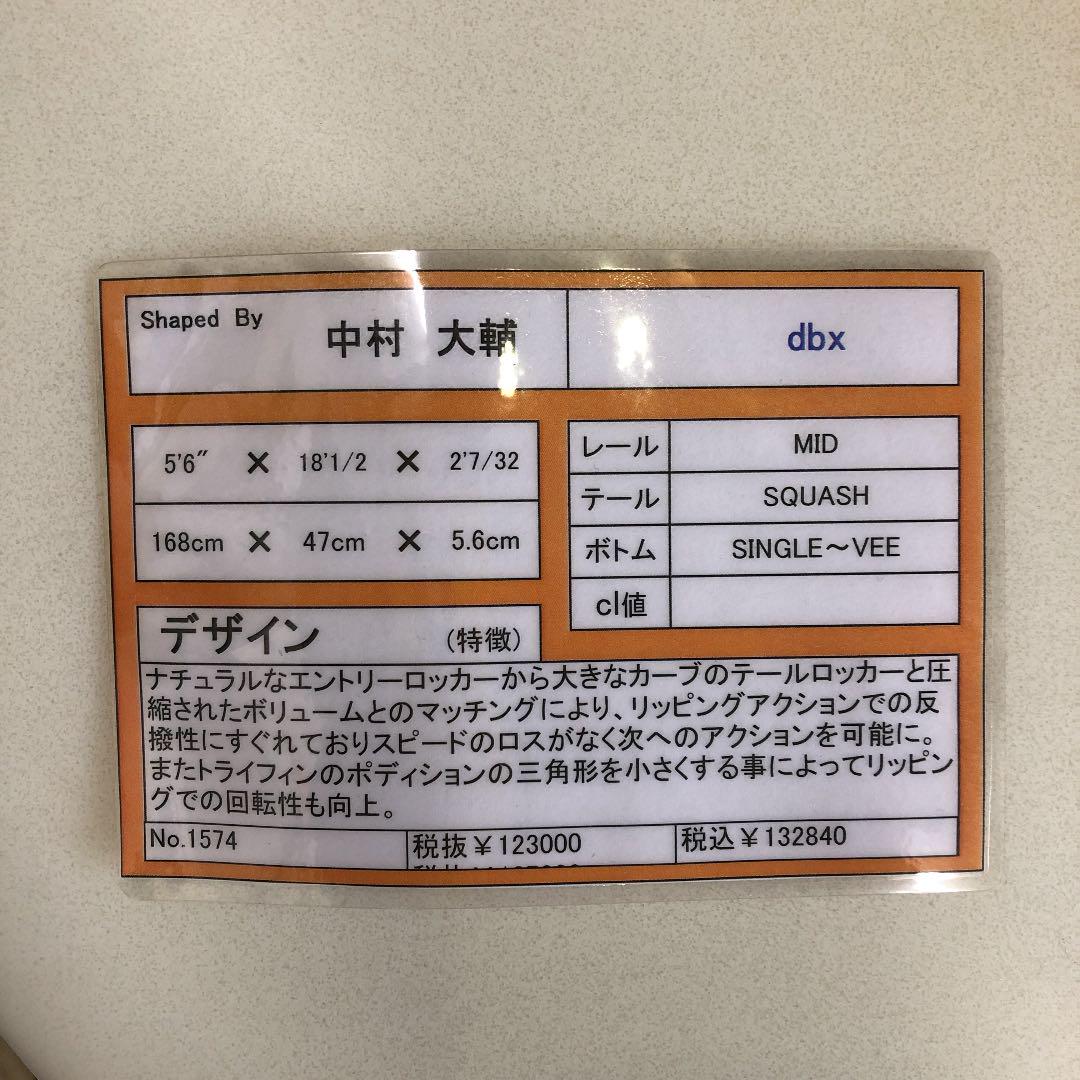 Shaped By
中村 大輔
dbx
5'6" × 18'1/2 × 2'7/32
168cm × 47cm × 5.6cm
レール MID
テール SQUASH
ボトム SINGLE～VEE
cl値
デザイン (特徴)
ナチュラルなエントリーロッカーから大きなカーブのテールロッカーと圧
縮されたボリュームとのマッチングにより、リッピングアクションでの反
撥性にすぐれておりスピードのロスがなく次へのアクションを可能に。
またトライフィンのポディションの三角形を小さくする事によってリッピン
グでの回転性も向上。
No.1574 税抜￥123000 税込￥132840